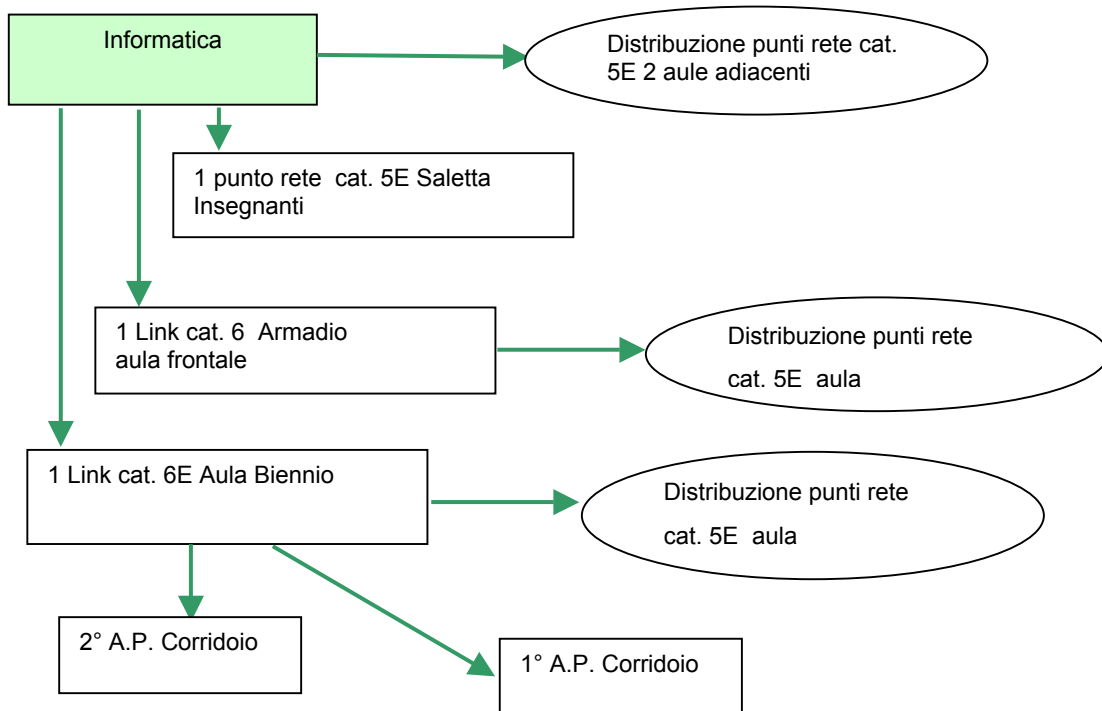 Informatica
Distribuzione punti rete cat.
5E 2 aule adiacenti
1 punto rete cat. 5E Saletta
Insegnanti
1 Link cat. 6 Armadio
aula frontale
Distribuzione punti rete
cat. 5E aula
1 Link cat. 6E Aula Biennio
Distribuzione punti rete
cat. 5E aula
2° A.P. Corridoio
1° A.P. Corridoio